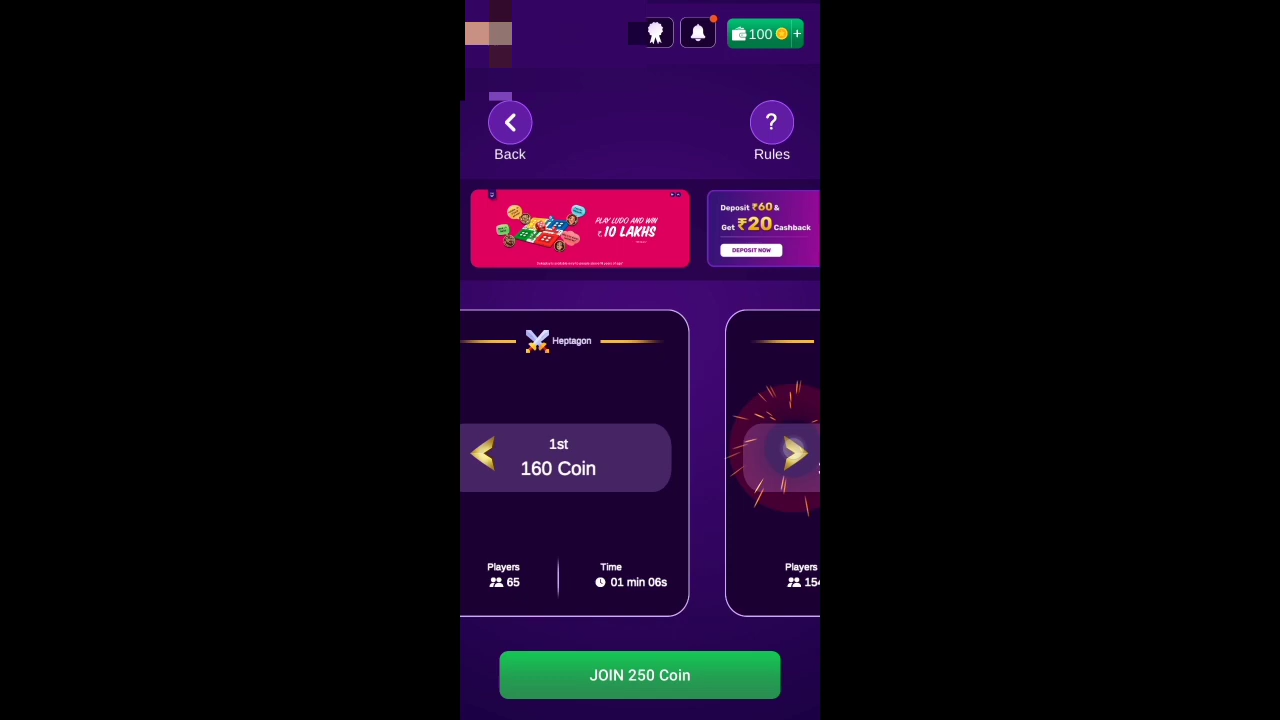 100
+
Back
?
Rules
PLAY LUDO AND WIN
₹ 10 LAKHS
Deposit ₹60 &
Get ₹20 Cashback
DEPOSIT NOW
Heptagon
1st
160 Coin
Players
65
Time
01 min 06s
Players
154
JOIN 250 Coin